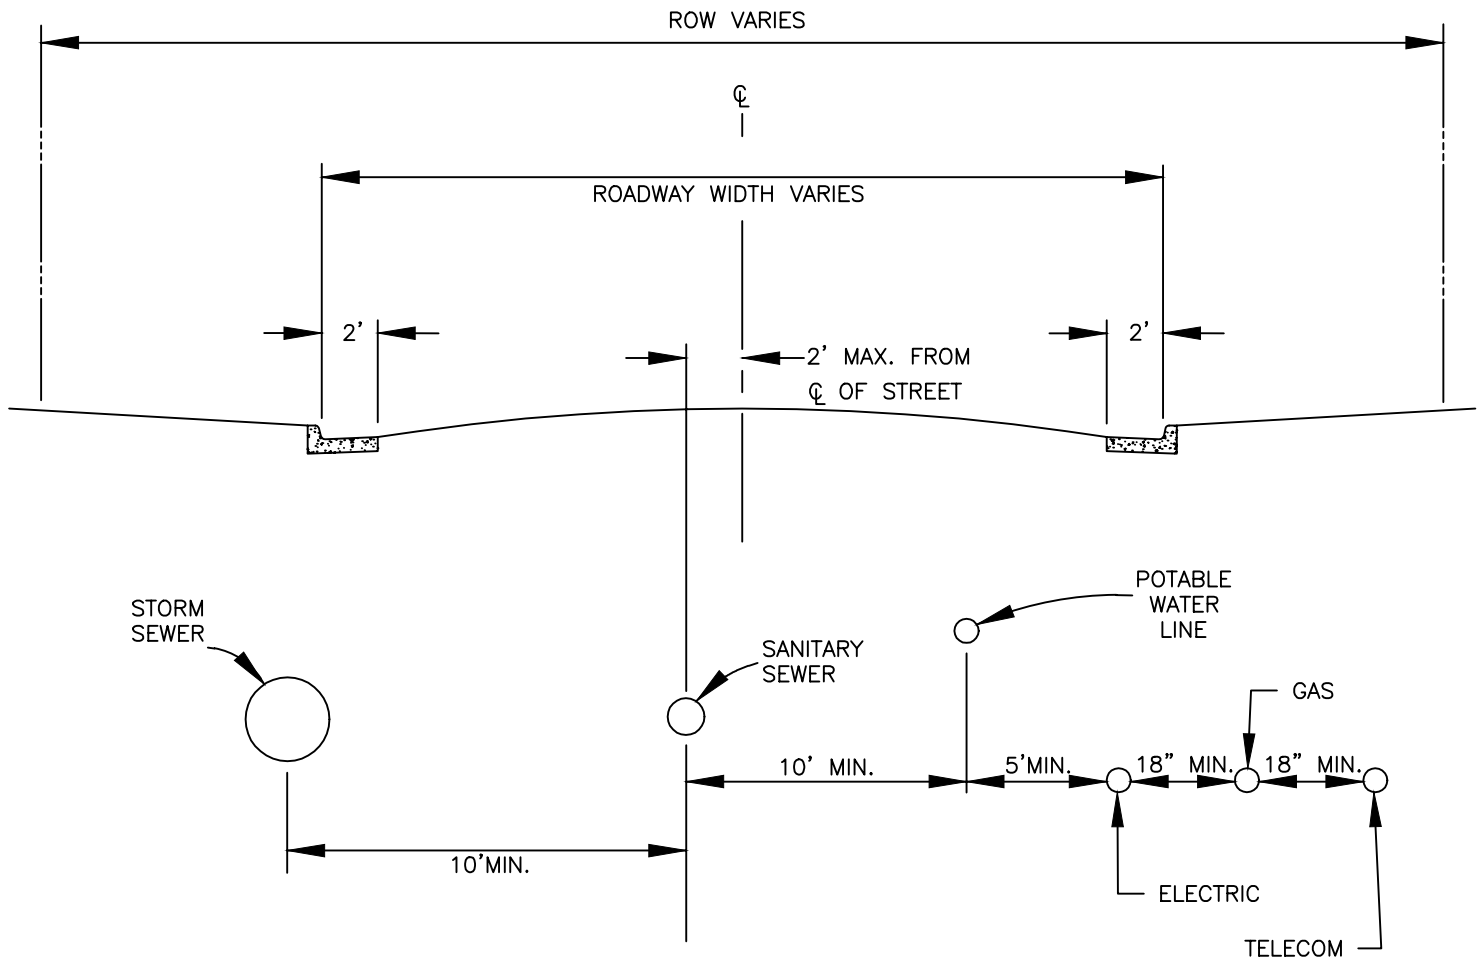 ROW VARIES
℄
ROADWAY WIDTH VARIES
2'
2' MAX. FROM
℄ OF STREET
2'
STORM
SEWER
SANITARY
SEWER
POTABLE
WATER
LINE
GAS
10' MIN.
5'MIN.
18" MIN.
18" MIN.
10'MIN.
ELECTRIC
TELECOM